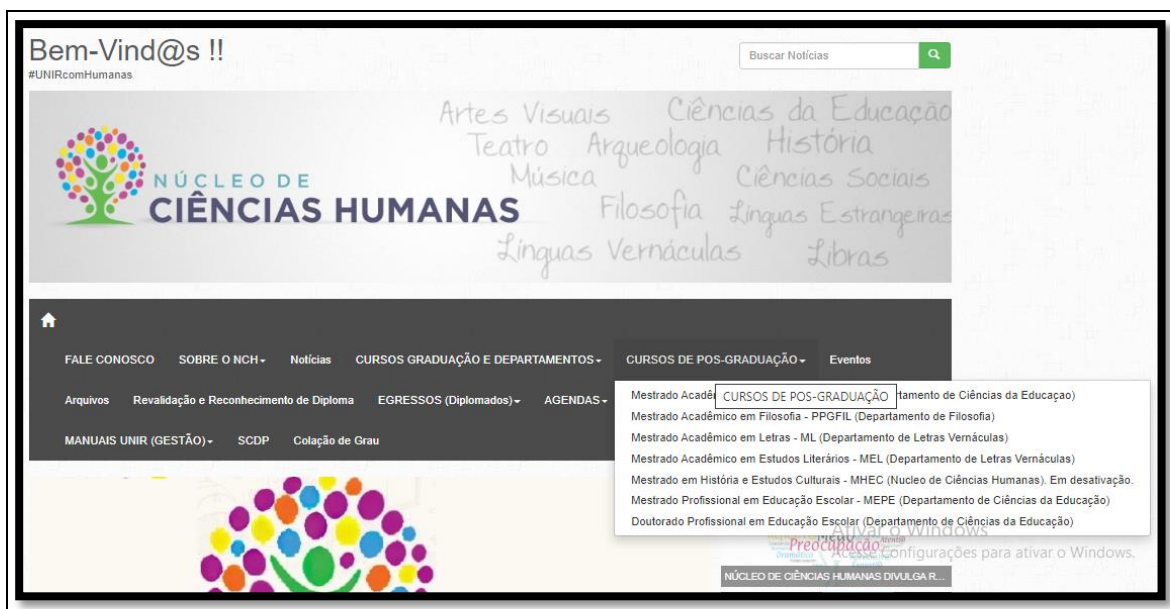 Bem-Vind@s !!
#UNIRcomHumanas
Buscar Notícias
Artes Visuais Ciências da Educação
Teatro Arqueologia História
Música Ciências Sociais
Filosofia Línguas Estrangeiras
Línguas Vernáculas Libras
NÚCLEO DE
CIÊNCIAS HUMANAS
FALE CONOSCO SOBRE O NCH Notícias CURSOS GRADUAÇÃO E DEPARTAMENTOS CURSOS DE POS-GRADUAÇÃO Eventos
Arquivos Revalidação e Reconhecimento de Diploma EGRESSOS (Diplomados) AGENDAS
MANUAIS UNIR (GESTÃO) SCDP Colação de Grau
Mestrado CURSOS DE POS-GRADUAÇÃO de Ciências da Educaçao)
Mestrado Acadêmico em Filosofia - PPGFIL (Departamento de Filosofia)
Mestrado Acadêmico em Letras - ML (Departamento de Letras Vernáculas)
Mestrado Acadêmico em Estudos Literários - MEL (Departamento de Letras Vernáculas)
Mestrado em História e Estudos Culturais - MHEC (Nucleo de Ciências Humanas). Em desativação.
Mestrado Profissional em Educação Escolar - MEPE (Departamento de Ciências da Educação)
Doutorado Profissional em Educação Escolar (Departamento de Ciências da Educação)
Ativar o Windows
Preocupação
Acesse Configurações para ativar o Windows.
NÚCLEO DE CIÊNCIAS HUMANAS DIVULGA R...